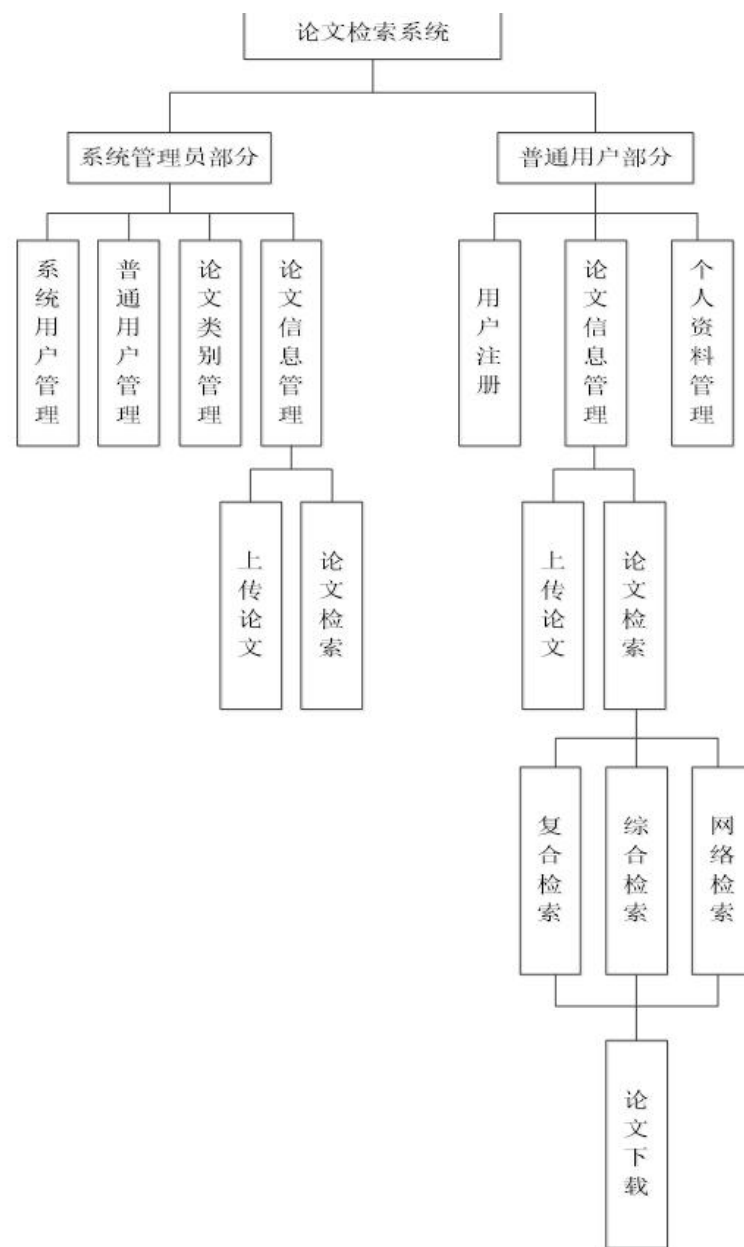 论文检索系统
系统管理员部分
普通用户部分
系统用户管理
普通用户管理
论文类别管理
论文信息管理
用户注册
论文信息管理
个人资料管理
上传论文
论文检索
上传论文
论文检索
复合检索
综合检索
网络检索
论文下载